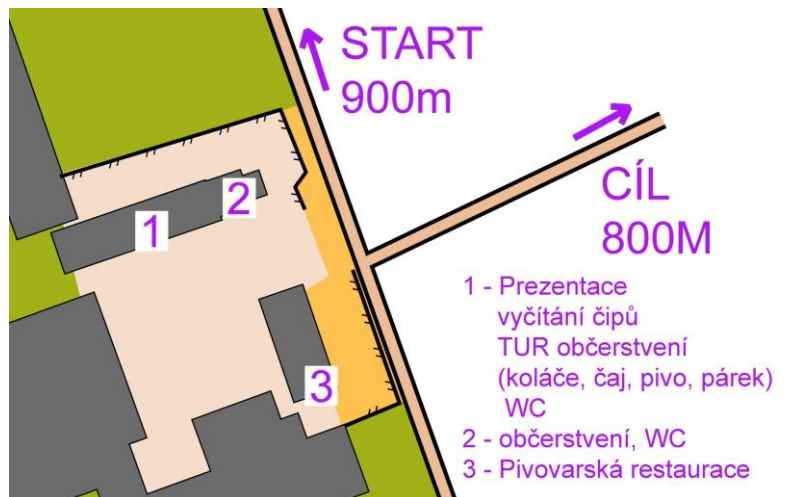 START
900m
CÍL
800M
1
2
3
1 - Prezentace
vyčítání čipů
TUR občerstvení
(koláče, čaj, pivo, párek)
WC
2 - občerstvení, WC
3 - Pivovarská restaurace